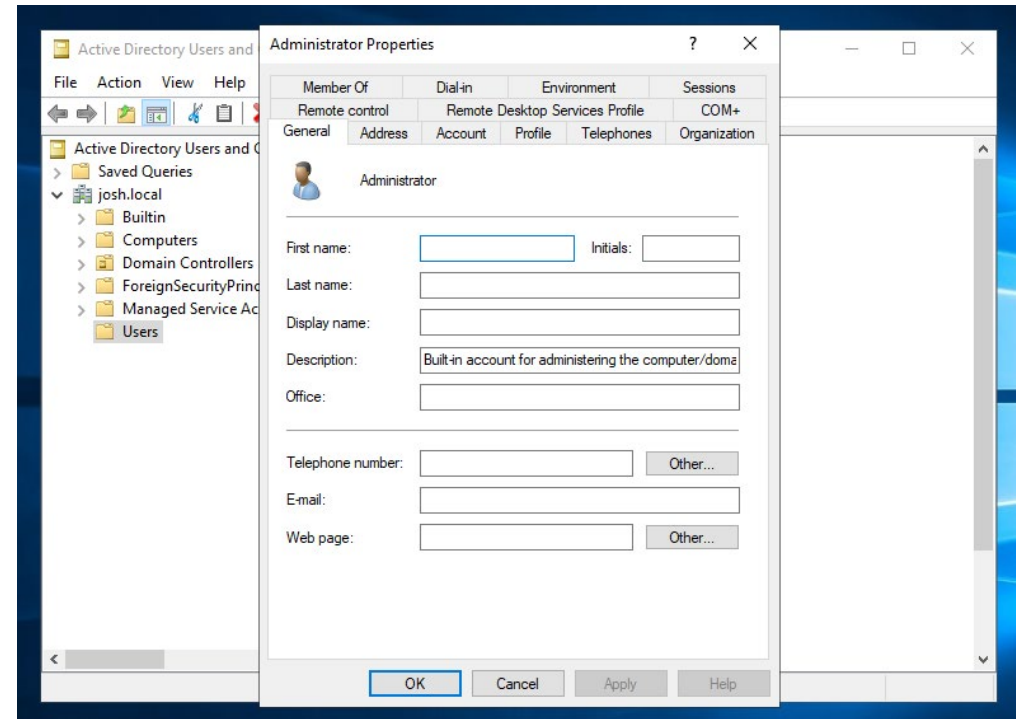 Active Directory Users and
File Action View Help
Active Directory Users and C
Saved Queries
josh.local
Builtin
Computers
Domain Controllers
ForeignSecurityPrinc
Managed Service Ac
Users
Administrator Properties
? 
Member Of Dial-in Environment Sessions
Remote control Remote Desktop Services Profile COM+
General Address Account Profile Telephones Organization
Administrator
First name: Initials:
Last name:
Display name:
Description: Built-in account for administering the computer/doma
Office:
Telephone number: Other...
E-mail:
Web page: Other...
OK Cancel Apply Help